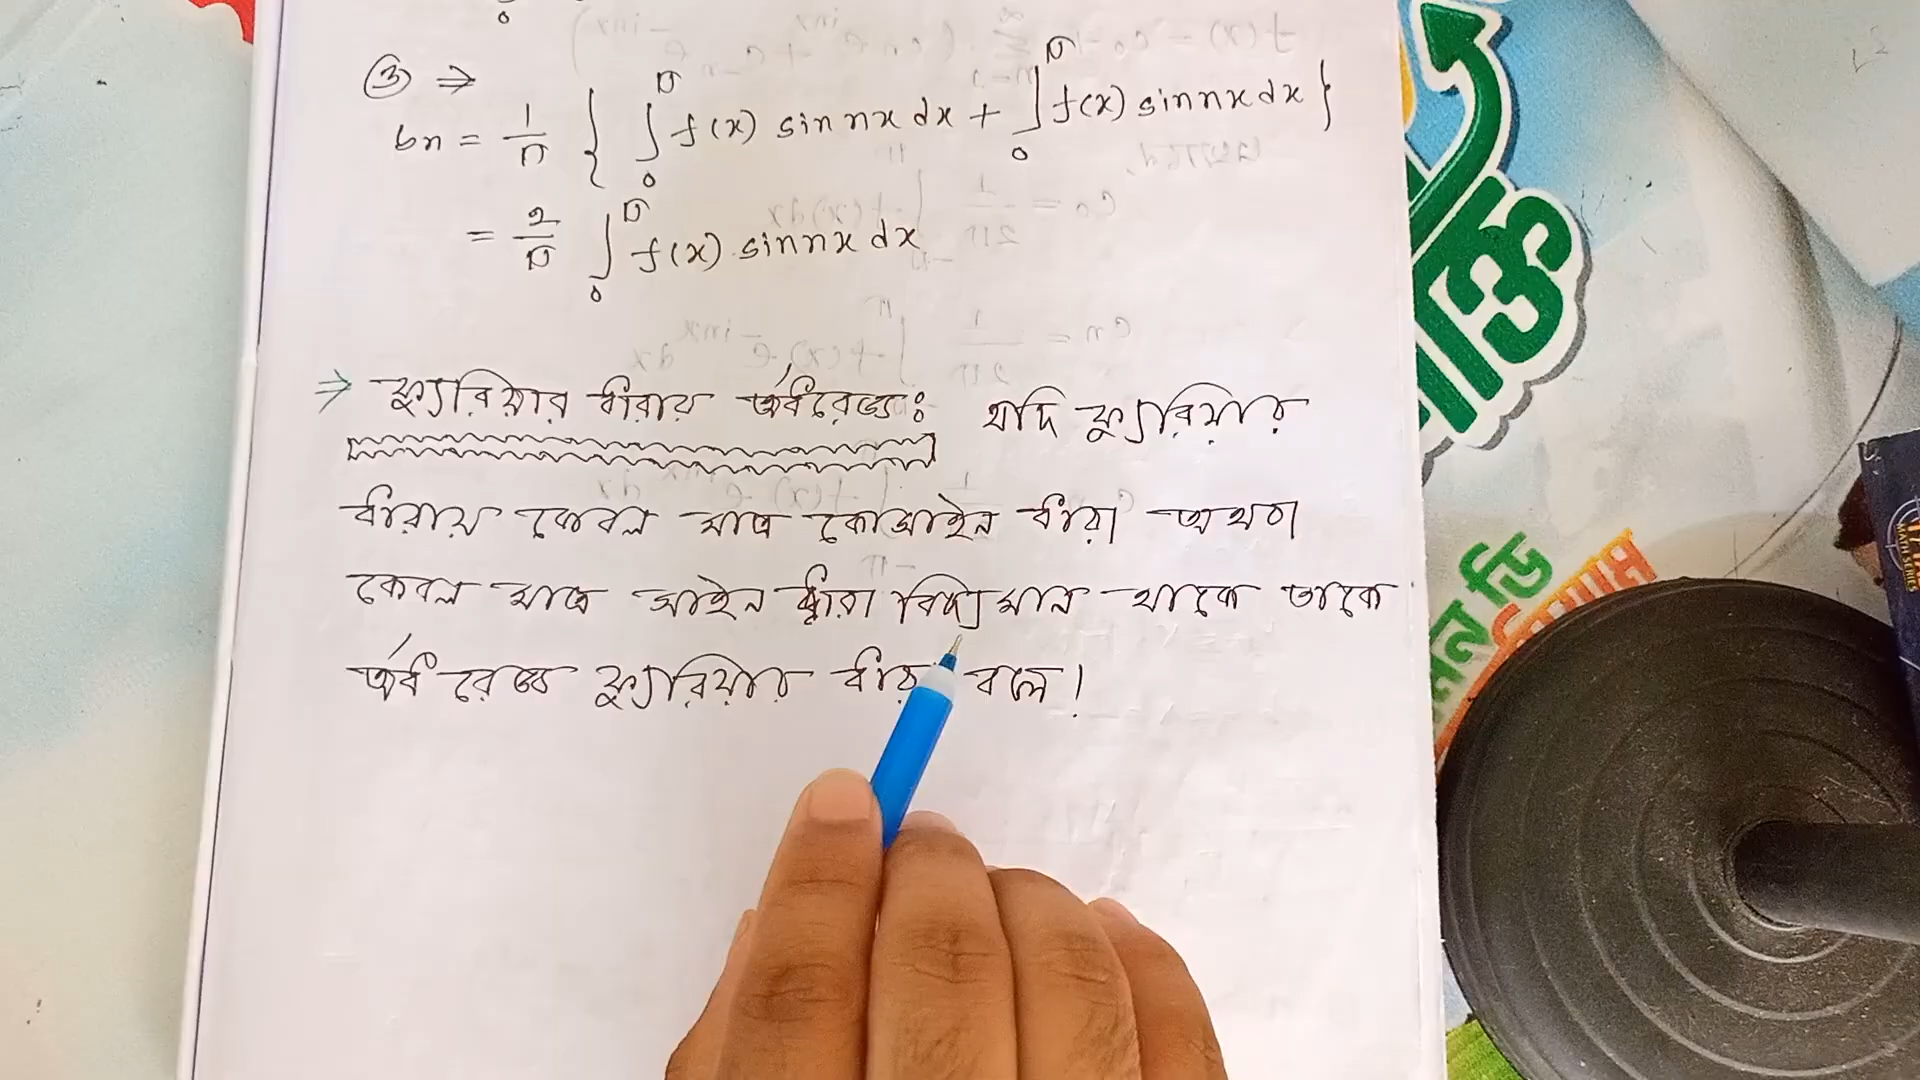 ③ ⇒
bn = 1/π { ∫₀^π f(x) sin nx dx + ∫₀^π f(x) sin nx dx }
= 2/π ∫₀^π f(x) sin nx dx
⇒ ফ্যুরিয়ার ধারায় অর্ধরেঞ্জ : যদি ফ্যুরিয়ার
ধারায় কেবল মাত্র কোসাইন ধারা অথবা
কেবল মাত্র সাইন ধারা বিদ্যমান থাকে তাকে
অর্ধ রেঞ্জ ফ্যুরিয়ার ধারা বলে।